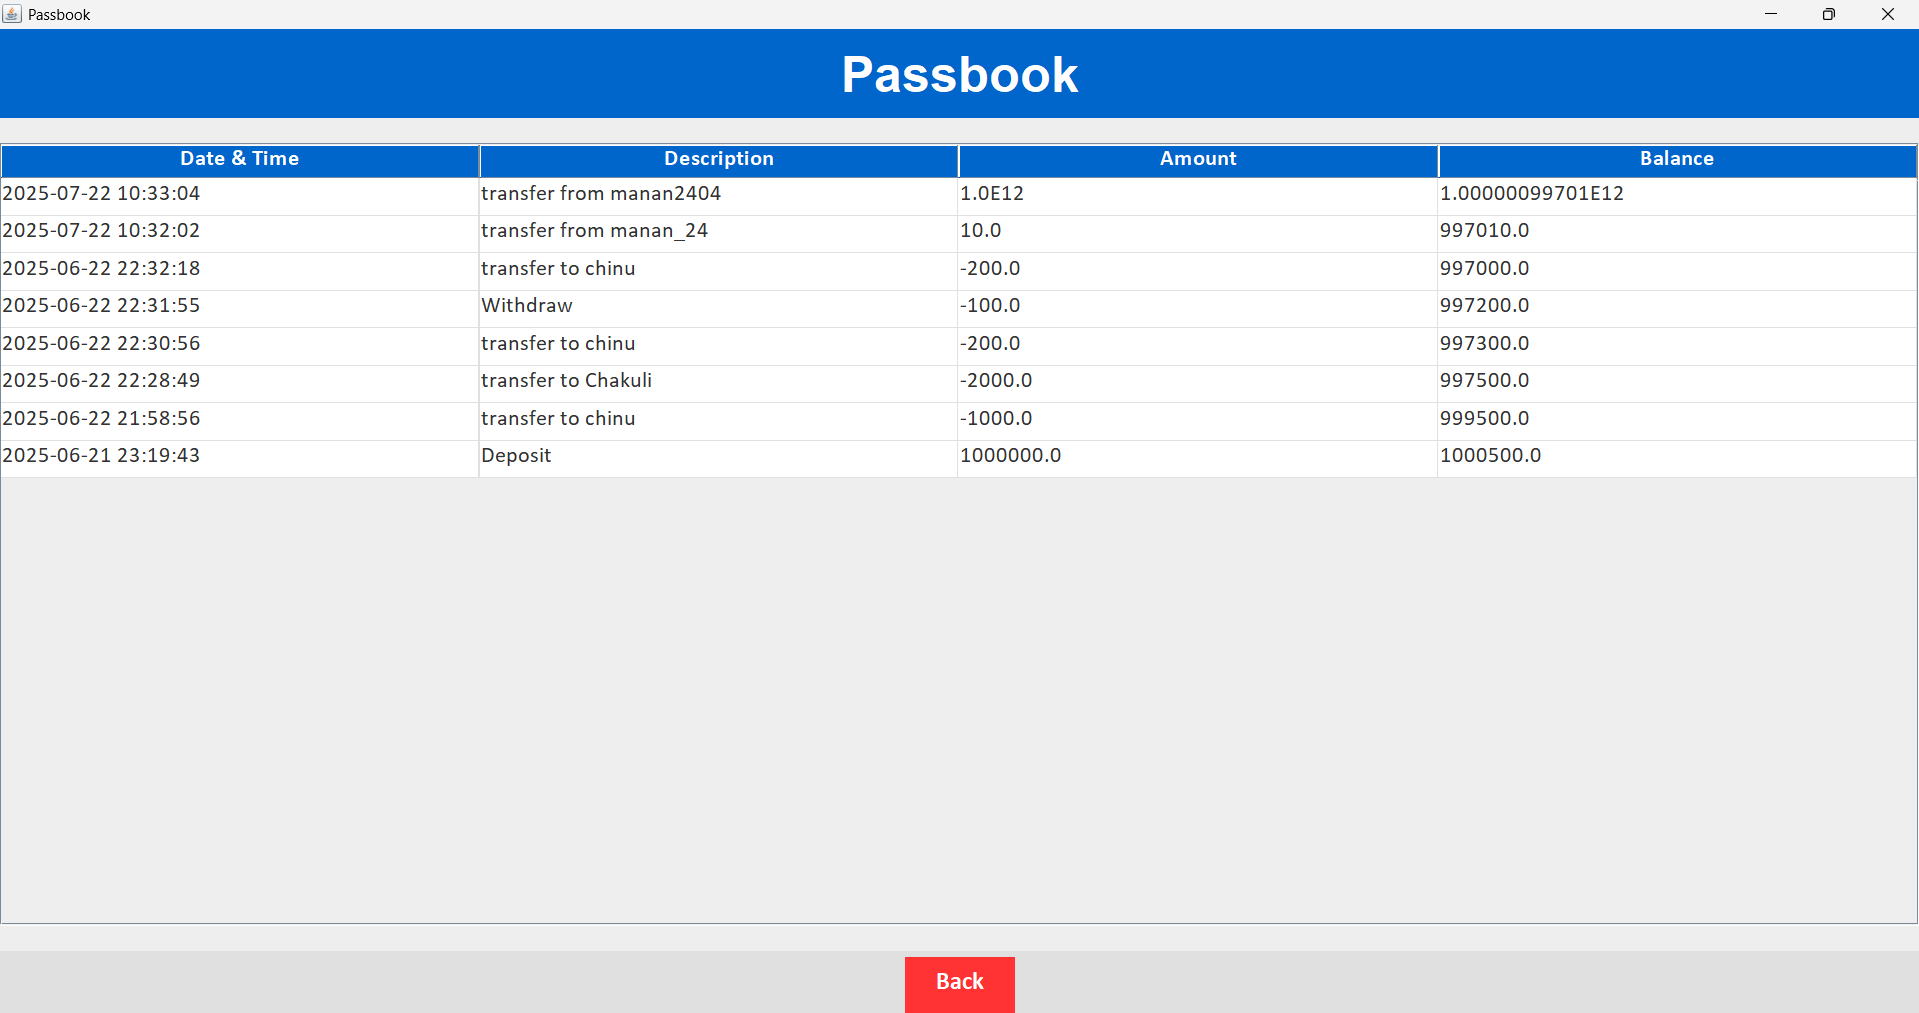 Passbook
Passbook
Date & Time Description Amount Balance
2025-07-22 10:33:04 transfer from manan2404 1.0E12 1.00000099701E12
2025-07-22 10:32:02 transfer from manan_24 10.0 997010.0
2025-06-22 22:32:18 transfer to chinu -200.0 997000.0
2025-06-22 22:31:55 Withdraw -100.0 997200.0
2025-06-22 22:30:56 transfer to chinu -200.0 997300.0
2025-06-22 22:28:49 transfer to Chakuli -2000.0 997500.0
2025-06-22 21:58:56 transfer to chinu -1000.0 999500.0
2025-06-21 23:19:43 Deposit 1000000.0 1000500.0
Back